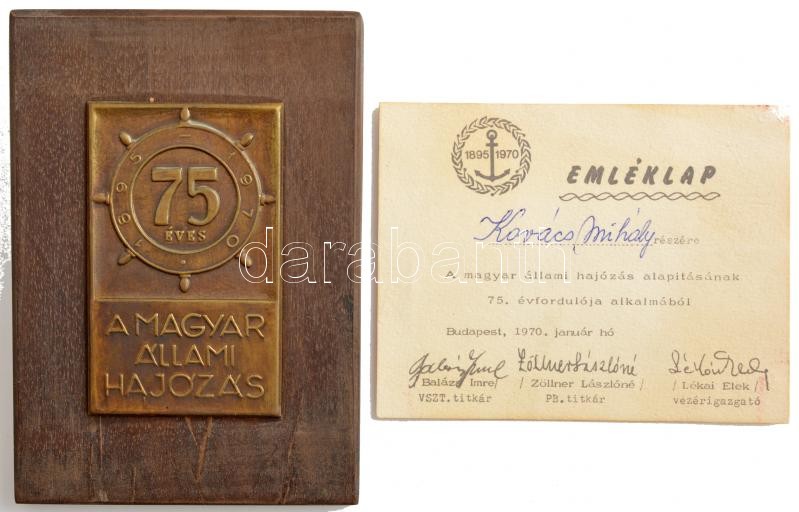 1895-1970
75
ÉVES
A MAGYAR
ÁLLAMI
HAJÓZÁS
1895 1970
EMLÉKLAP
Kovács Mihály részére
A magyar állami hajózás alapitásának
75. évfordulója alkalmából
Budapest, 1970. január hó
/ Balázs Imre/ / Zöllner Lászlóné / / Lékai Elek/
VSZT.titkár PB.titkár vezérigazgató
darabanth